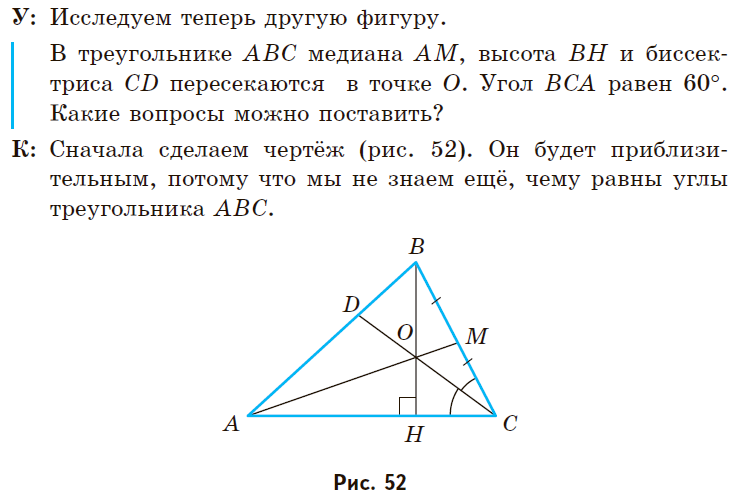 У: Исследуем теперь другую фигуру.
В треугольнике ABC медиана AM, высота BH и биссек-
триса CD пересекаются в точке O. Угол BCA равен 60°.
Какие вопросы можно поставить?
К: Сначала сделаем чертёж (рис. 52). Он будет приблизи-
тельным, потому что мы не знаем ещё, чему равны углы
треугольника ABC.
B
D
O
M
A
H
C
Рис. 52